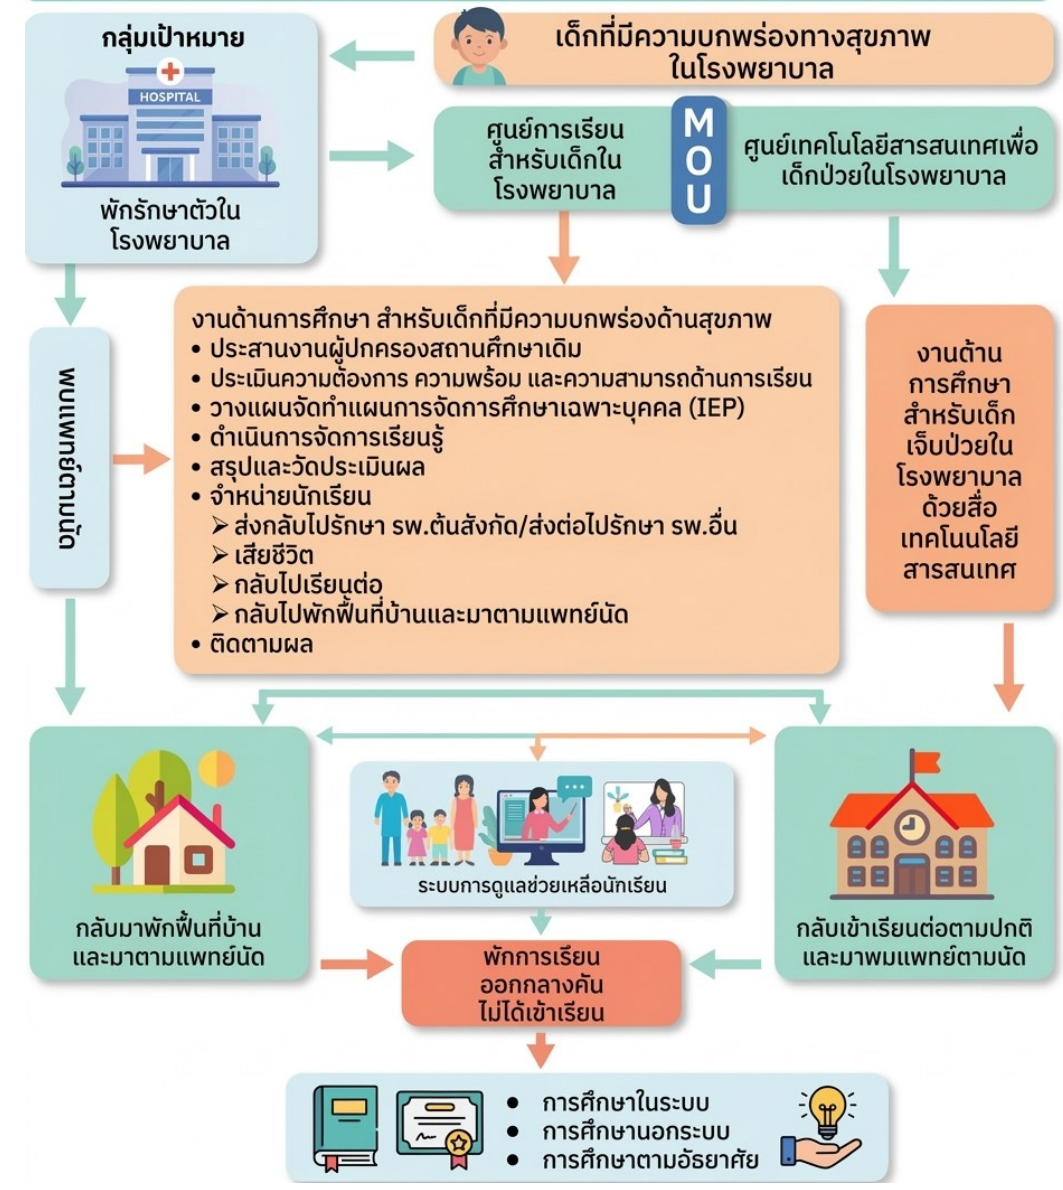 กลุ่มเป้าหมาย
HOSPITAL
พักรักษาตัวใน
โรงพยาบาล
เด็กที่มีความบกพร่องทางสุขภาพ
ในโรงพยาบาล
ศูนย์การเรียน
สำหรับเด็กใน
โรงพยาบาล
MOU
ศูนย์เทคโนโลยีสารสนเทศเพื่อ
เด็กป่วยในโรงพยาบาล
พบแพทย์ตามนัด
งานด้านการศึกษา สำหรับเด็กที่มีความบกพร่องด้านสุขภาพ
• ประสานงานผู้ปกครองสถานศึกษาเดิม
• ประเมินความต้องการ ความพร้อม และความสามารถด้านการเรียน
• วางแผนจัดทำแผนการจัดการศึกษาเฉพาะบุคคล (IEP)
• ดำเนินการจัดการเรียนรู้
• สรุปและวัดประเมินผล
• จำหน่ายนักเรียน
➢ ส่งกลับไปรักษา รพ.ต้นสังกัด/ส่งต่อไปรักษา รพ.อื่น
➢ เสียชีวิต
➢ กลับไปเรียนต่อ
➢ กลับไปพักฟื้นที่บ้านและมาตามแพทย์นัด
• ติดตามผล
งานด้าน
การศึกษา
สำหรับเด็ก
เจ็บป่วยใน
โรงพยามาล
ด้วยสื่อ
เทคโนนโลยี
สารสนเทศ
กลับมาพักฟื้นที่บ้าน
และมาตามแพทย์นัด
ระบบการดูแลช่วยเหลือนักเรียน
กลับเข้าเรียนต่อตามปกติ
และมาพมแพทย์ตามนัด
พักการเรียน
ออกกลางคัน
ไม่ได้เข้าเรียน
• การศึกษาในระบบ
• การศึกษานอกระบบ
• การศึกษาตามอัธยาศัย